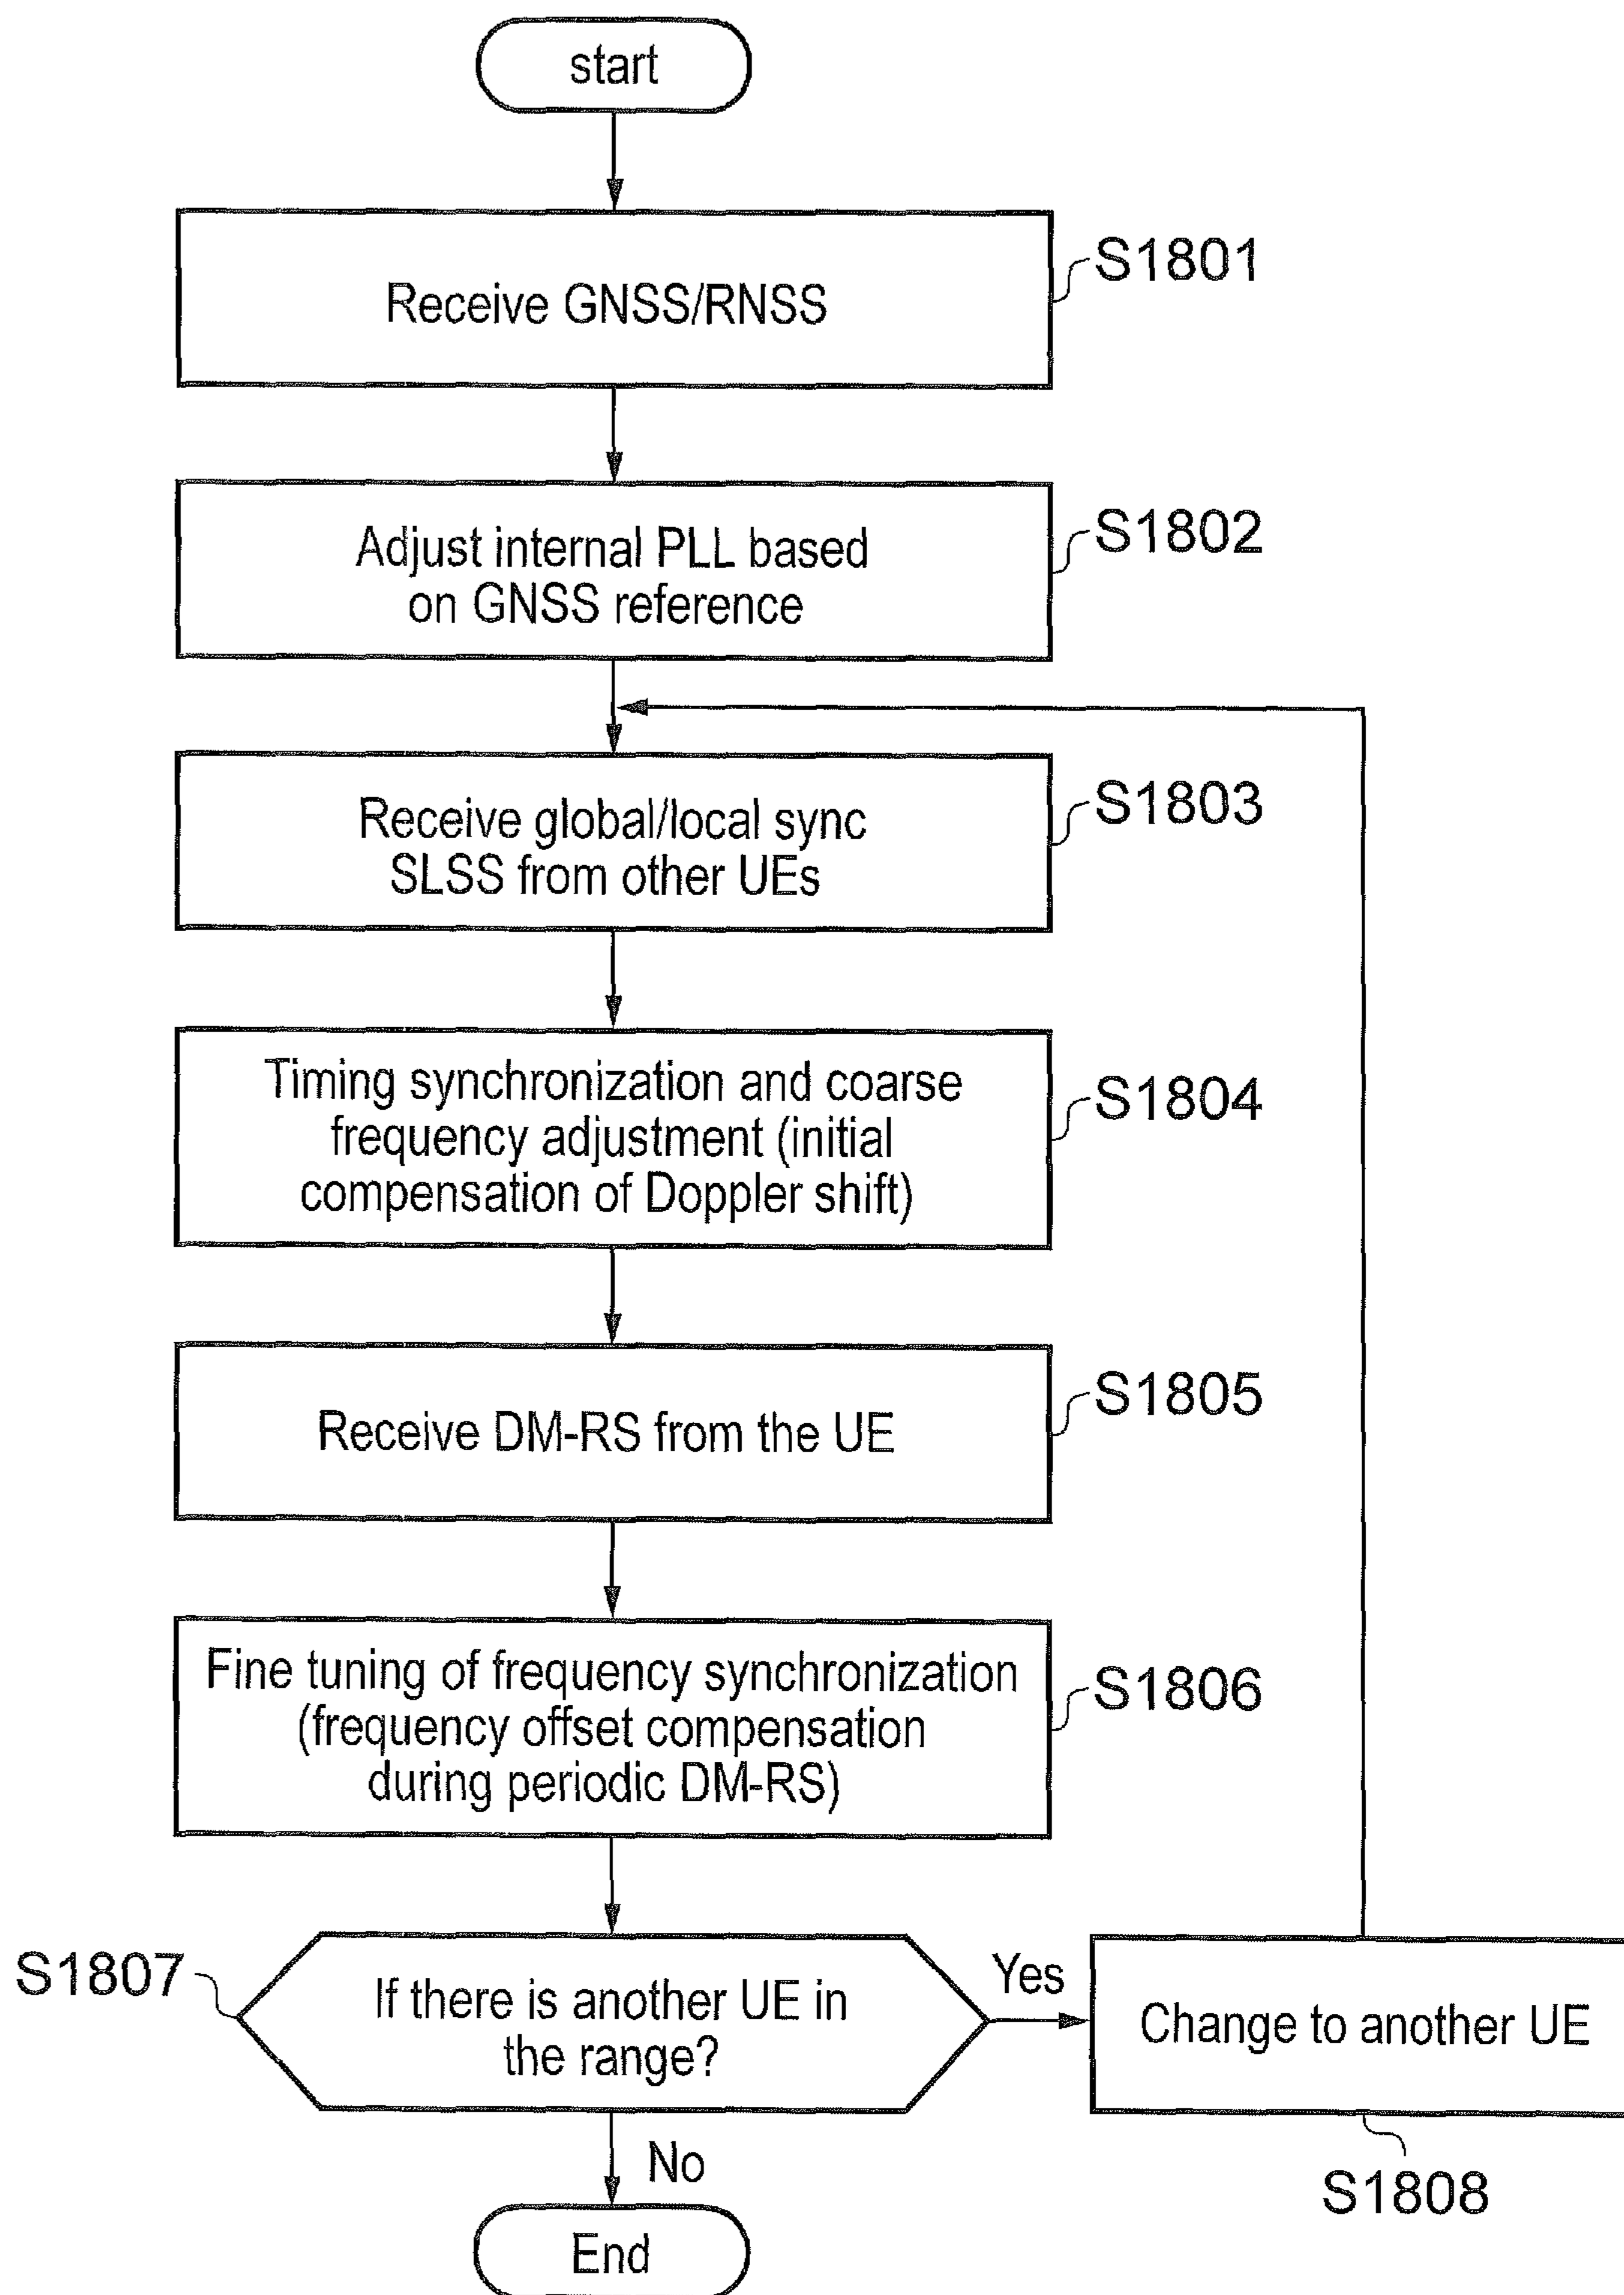 start
Receive GNSS/RNSS
S1801
Adjust internal PLL based
on GNSS reference
S1802
Receive global/local sync
SLSS from other UEs
S1803
Timing synchronization and coarse
frequency adjustment (initial
compensation of Doppler shift)
S1804
Receive DM-RS from the UE
S1805
Fine tuning of frequency synchronization
(frequency offset compensation
during periodic DM-RS)
S1806
S1807
If there is another UE in
the range?
Yes
Change to another UE
S1808
No
End